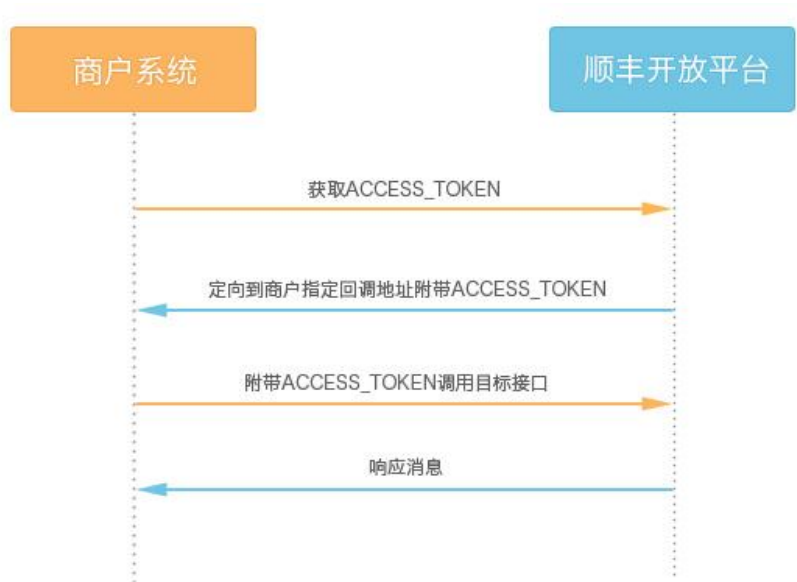 商户系统
顺丰开放平台
获取ACCESS_TOKEN
定向到商户指定回调地址附带ACCESS_TOKEN
附带ACCESS_TOKEN调用目标接口
响应消息